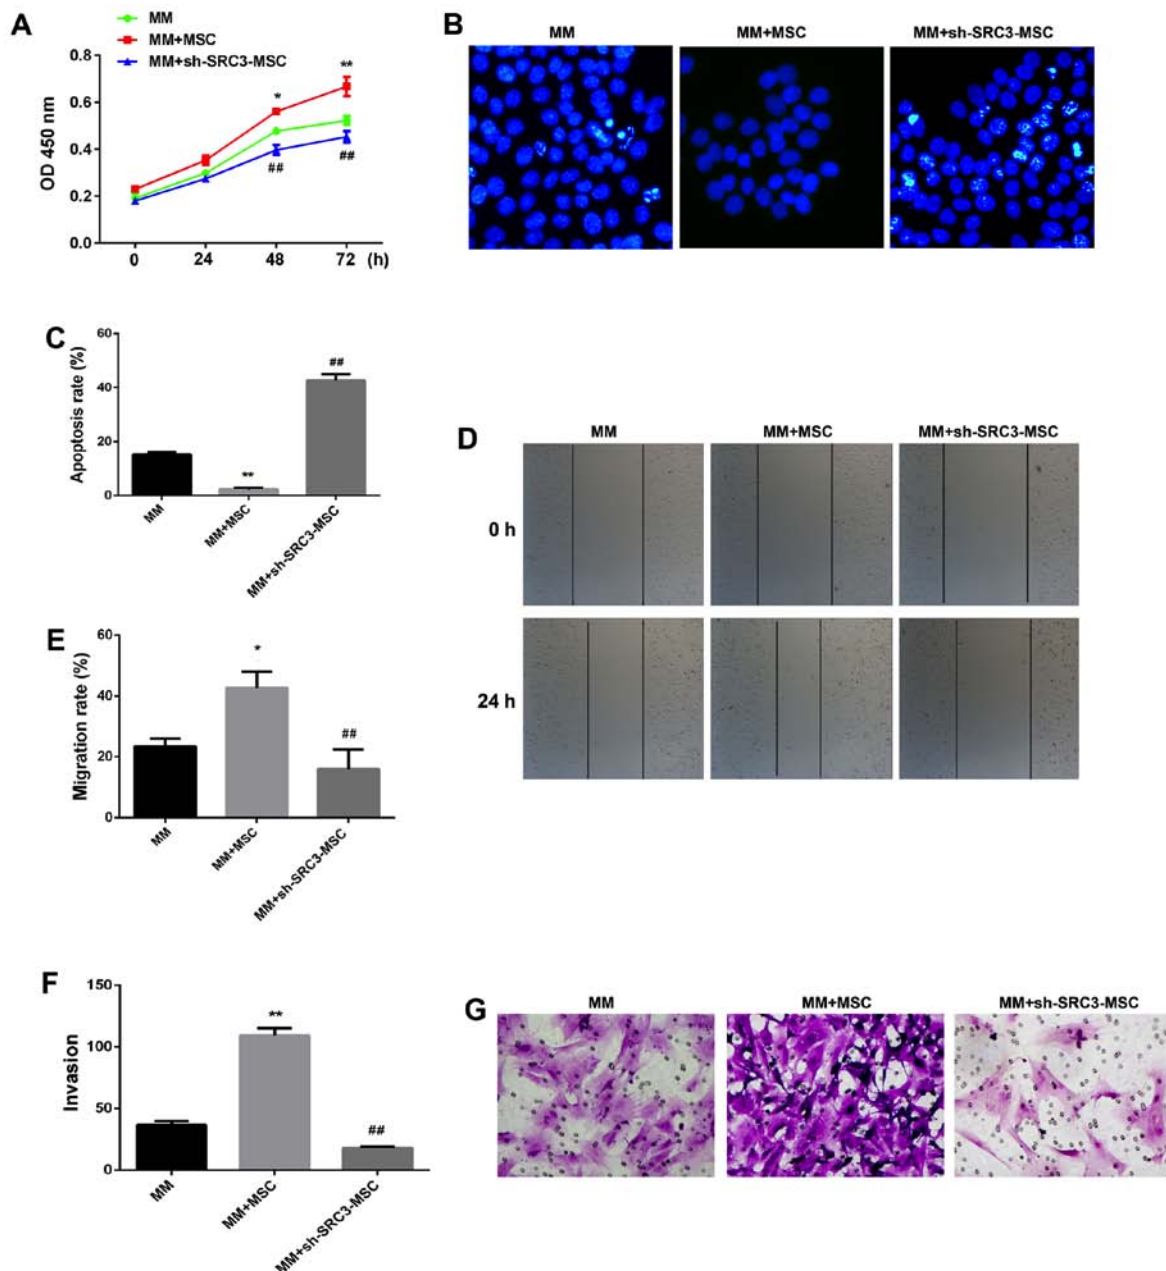 A
MM
MM+MSC
MM+sh-SRC3-MSC
0.8
0.6
0.4
0.2
0.0
OD 450 nm
*
**
##
##
0 24 48 72 (h)
B
MM MM+MSC MM+sh-SRC3-MSC
C
60
40
20
0
Apoptosis rate (%)
**
##
MM
MM+MSC
MM+sh-SRC3-MSC
D
MM MM+MSC MM+sh-SRC3-MSC
0 h
24 h
E
60
40
20
0
Migration rate (%)
*
##
MM
MM+MSC
MM+sh-SRC3-MSC
F
150
100
50
0
Invasion
**
##
MM
MM+MSC
MM+sh-SRC3-MSC
G
MM MM+MSC MM+sh-SRC3-MSC